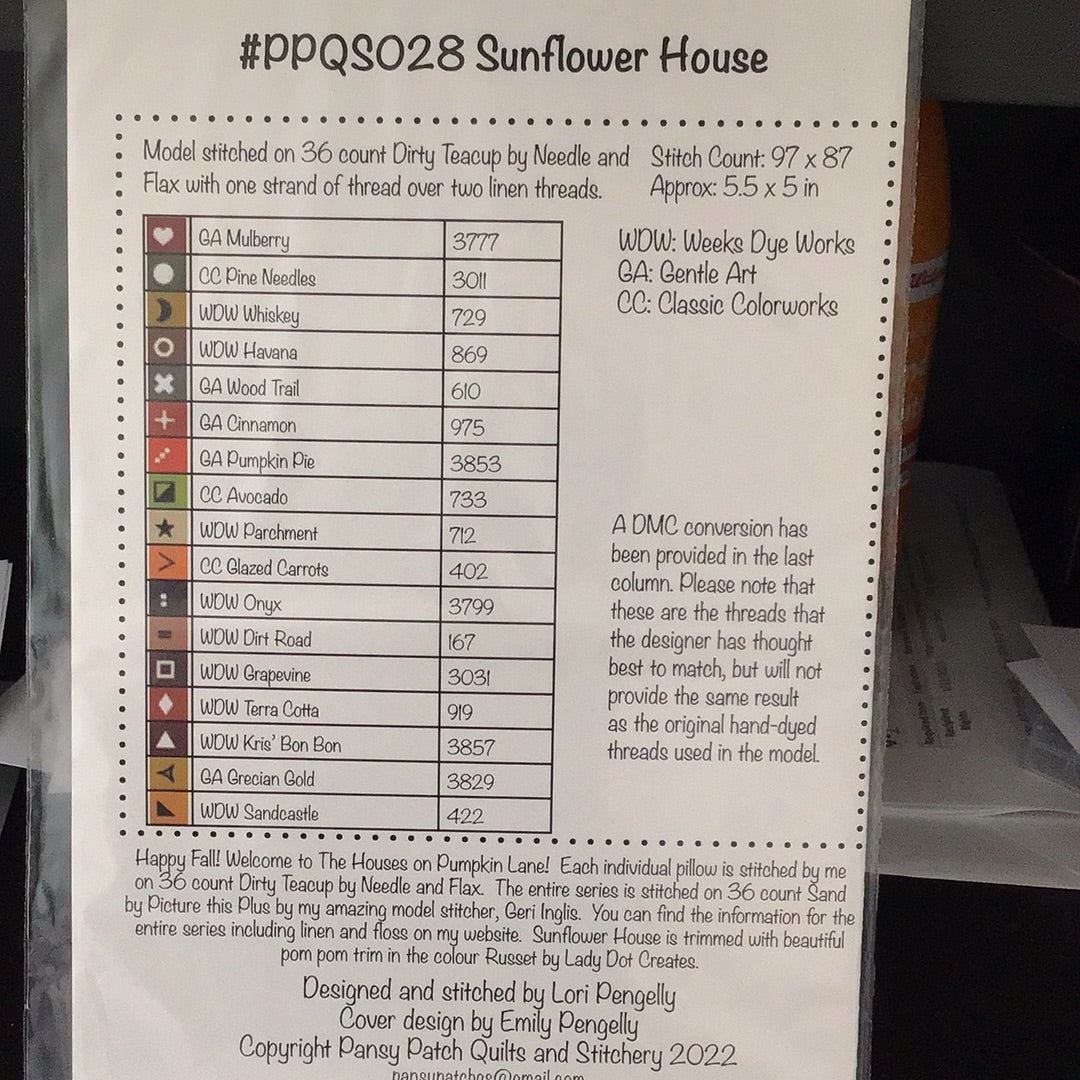 #PPQS028 Sunflower House
Model stitched on 36 count Dirty Teacup by Needle and
Flax with one strand of thread over two linen threads.
Stitch Count: 97 x 87
Approx: 5.5 x 5 in
GA Mulberry 3777
CC Pine Needles 3011
WDW Whiskey 729
WDW Havana 869
GA Wood Trail 610
GA Cinnamon 975
GA Pumpkin Pie 3853
CC Avocado 733
WDW Parchment 712
CC Glazed Carrots 402
WDW Onyx 3799
WDW Dirt Road 167
WDW Grapevine 3031
WDW Terra Cotta 919
WDW Kris' Bon Bon 3857
GA Grecian Gold 3829
WDW Sandcastle 422
WDW: Weeks Dye Works
GA: Gentle Art
CC: Classic Colorworks
A DMC conversion has
been provided in the last
column. Please note that
these are the threads that
the designer has thought
best to match, but will not
provide the same result
as the original hand-dyed
threads used in the model.
Happy Fall! Welcome to The Houses on Pumpkin Lane! Each individual pillow is stitched by me
on 36 count Dirty Teacup by Needle and Flax. The entire series is stitched on 36 count Sand
by Picture this Plus by my amazing model stitcher, Geri Inglis. You can find the information for the
entire series including linen and floss on my website. Sunflower House is trimmed with beautiful
pom pom trim in the colour Russet by Lady Dot Creates.
Designed and stitched by Lori Pengelly
Cover design by Emily Pengelly
Copyright Pansy Patch Quilts and Stitchery 2022